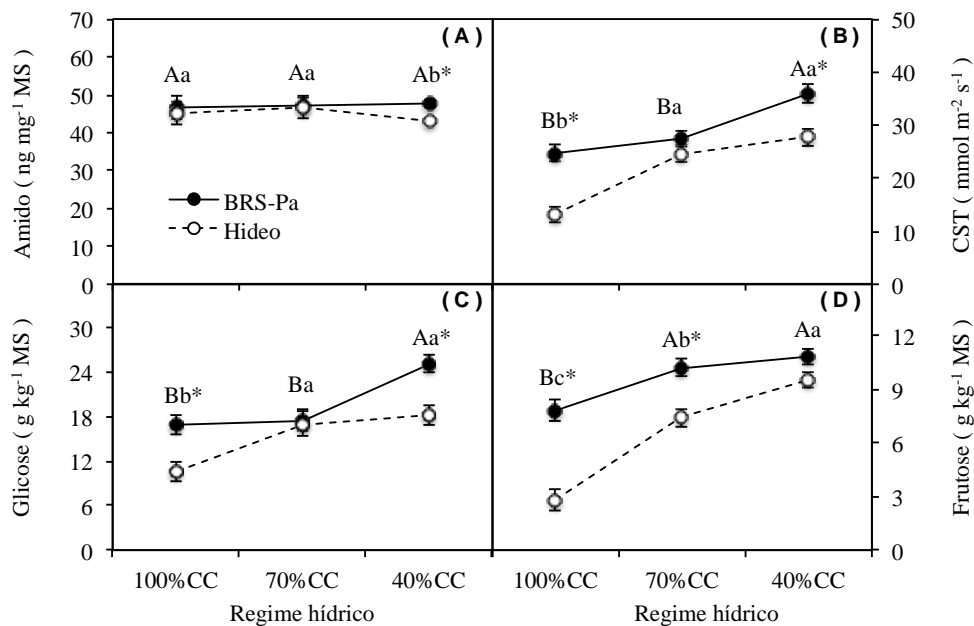 ( A )
Amido ( ng mg-1 MS )
70
60
50
40
30
20
10
0
Aa
Aa
Ab*
BRS-Pa
Hideo
( B )
Bb*
Ba
Aa*
50
40
30
20
10
0
CST ( mmol m-2 s-1 )
( C )
Glicose ( g kg-1 MS )
30
24
18
12
6
0
Bb*
Ba
Aa*
100%CC
70%CC
40%CC
Regime hídrico
( D )
Bc*
Ab*
Aa
12
9
6
3
0
Frutose ( g kg-1 MS )
100%CC
70%CC
40%CC
Regime hídrico